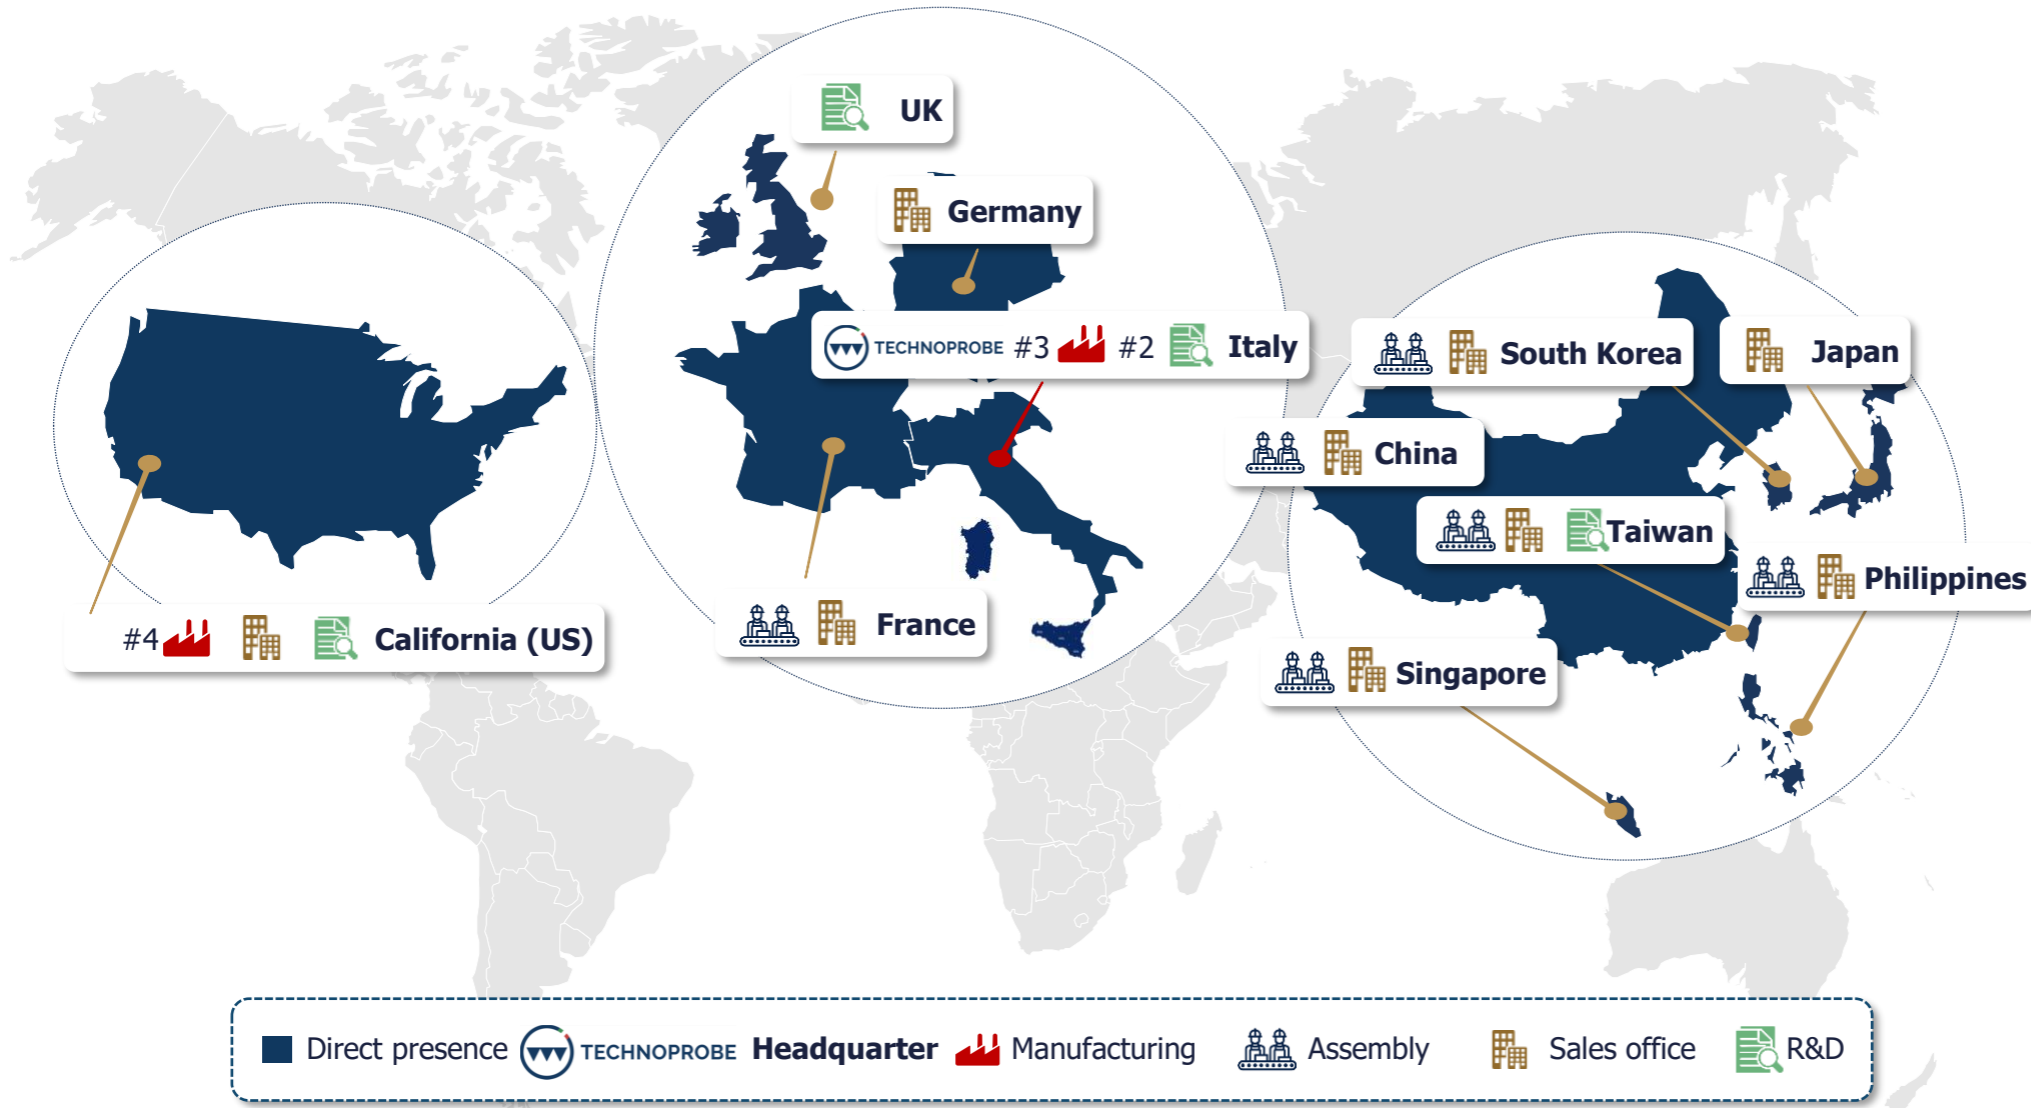 UK
Germany
TECHNOPROBE #3 #2 Italy
South Korea
Japan
China
Taiwan
Philippines
France
#4 California (US)
Singapore
Direct presence TECHNOPROBE Headquarter Manufacturing Assembly Sales office R&D